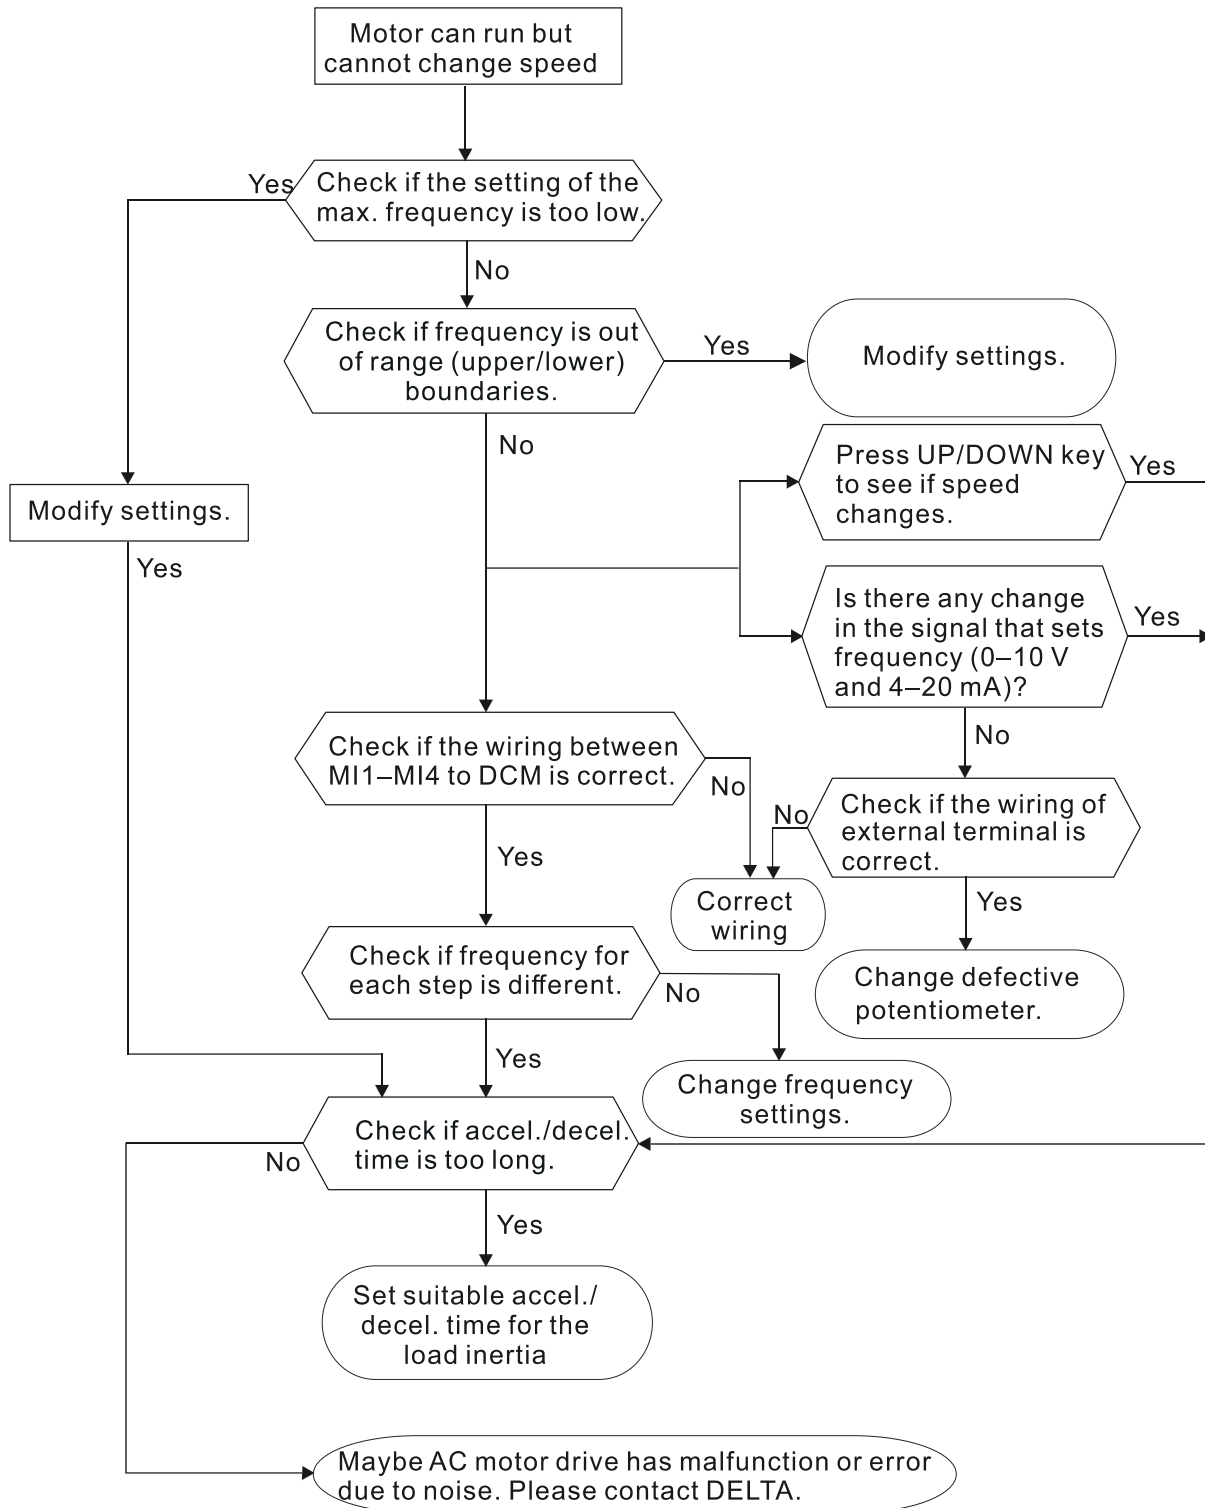 Motor can run but
cannot change speed
Yes
Check if the setting of the
max. frequency is too low.
No
Check if frequency is out
of range (upper/lower)
boundaries.
Yes
Modify settings.
No
Press UP/DOWN key
to see if speed
changes.
Yes
Modify settings.
Yes
Is there any change
in the signal that sets
frequency (0–10 V
and 4–20 mA)?
Yes
No
Check if the wiring between
MI1–MI4 to DCM is correct.
No
Check if the wiring of
external terminal is
correct.
No
Yes
Correct
wiring
Yes
Check if frequency for
each step is different.
No
Change defective
potentiometer.
Yes
Change frequency
settings.
Check if accel./decel.
time is too long.
No
Yes
Set suitable accel./
decel. time for the
load inertia
Maybe AC motor drive has malfunction or error
due to noise. Please contact DELTA.